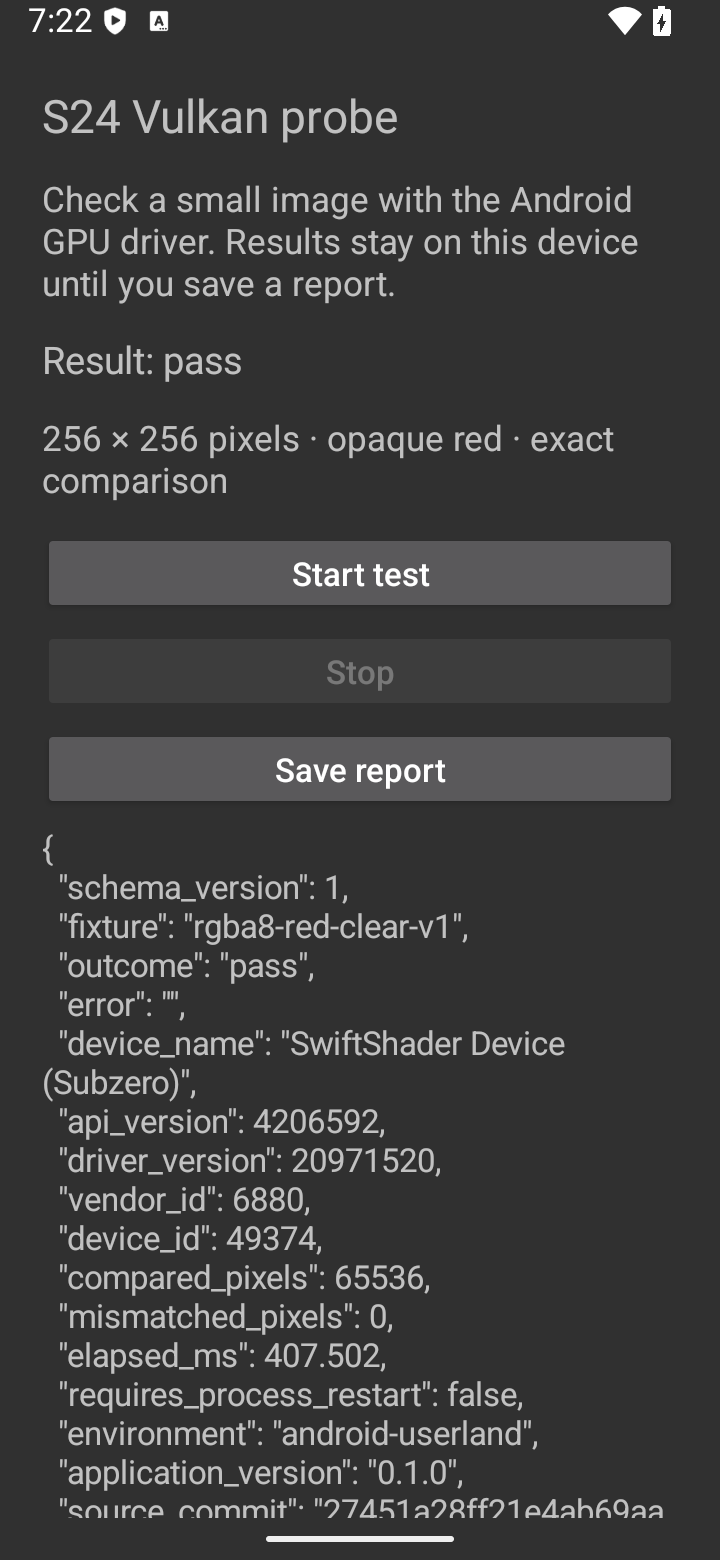 7:22
S24 Vulkan probe
Check a small image with the Android
GPU driver. Results stay on this device
until you save a report.
Result: pass
256 × 256 pixels · opaque red · exact
comparison
Start test
Stop
Save report
{
"schema_version": 1,
"fixture": "rgba8-red-clear-v1",
"outcome": "pass",
"error": "",
"device_name": "SwiftShader Device
(Subzero)",
"api_version": 4206592,
"driver_version": 20971520,
"vendor_id": 6880,
"device_id": 49374,
"compared_pixels": 65536,
"mismatched_pixels": 0,
"elapsed_ms": 407.502,
"requires_process_restart": false,
"environment": "android-userland",
"application_version": "0.1.0",
"source_commit": "27451a28ff21e4ab69aa